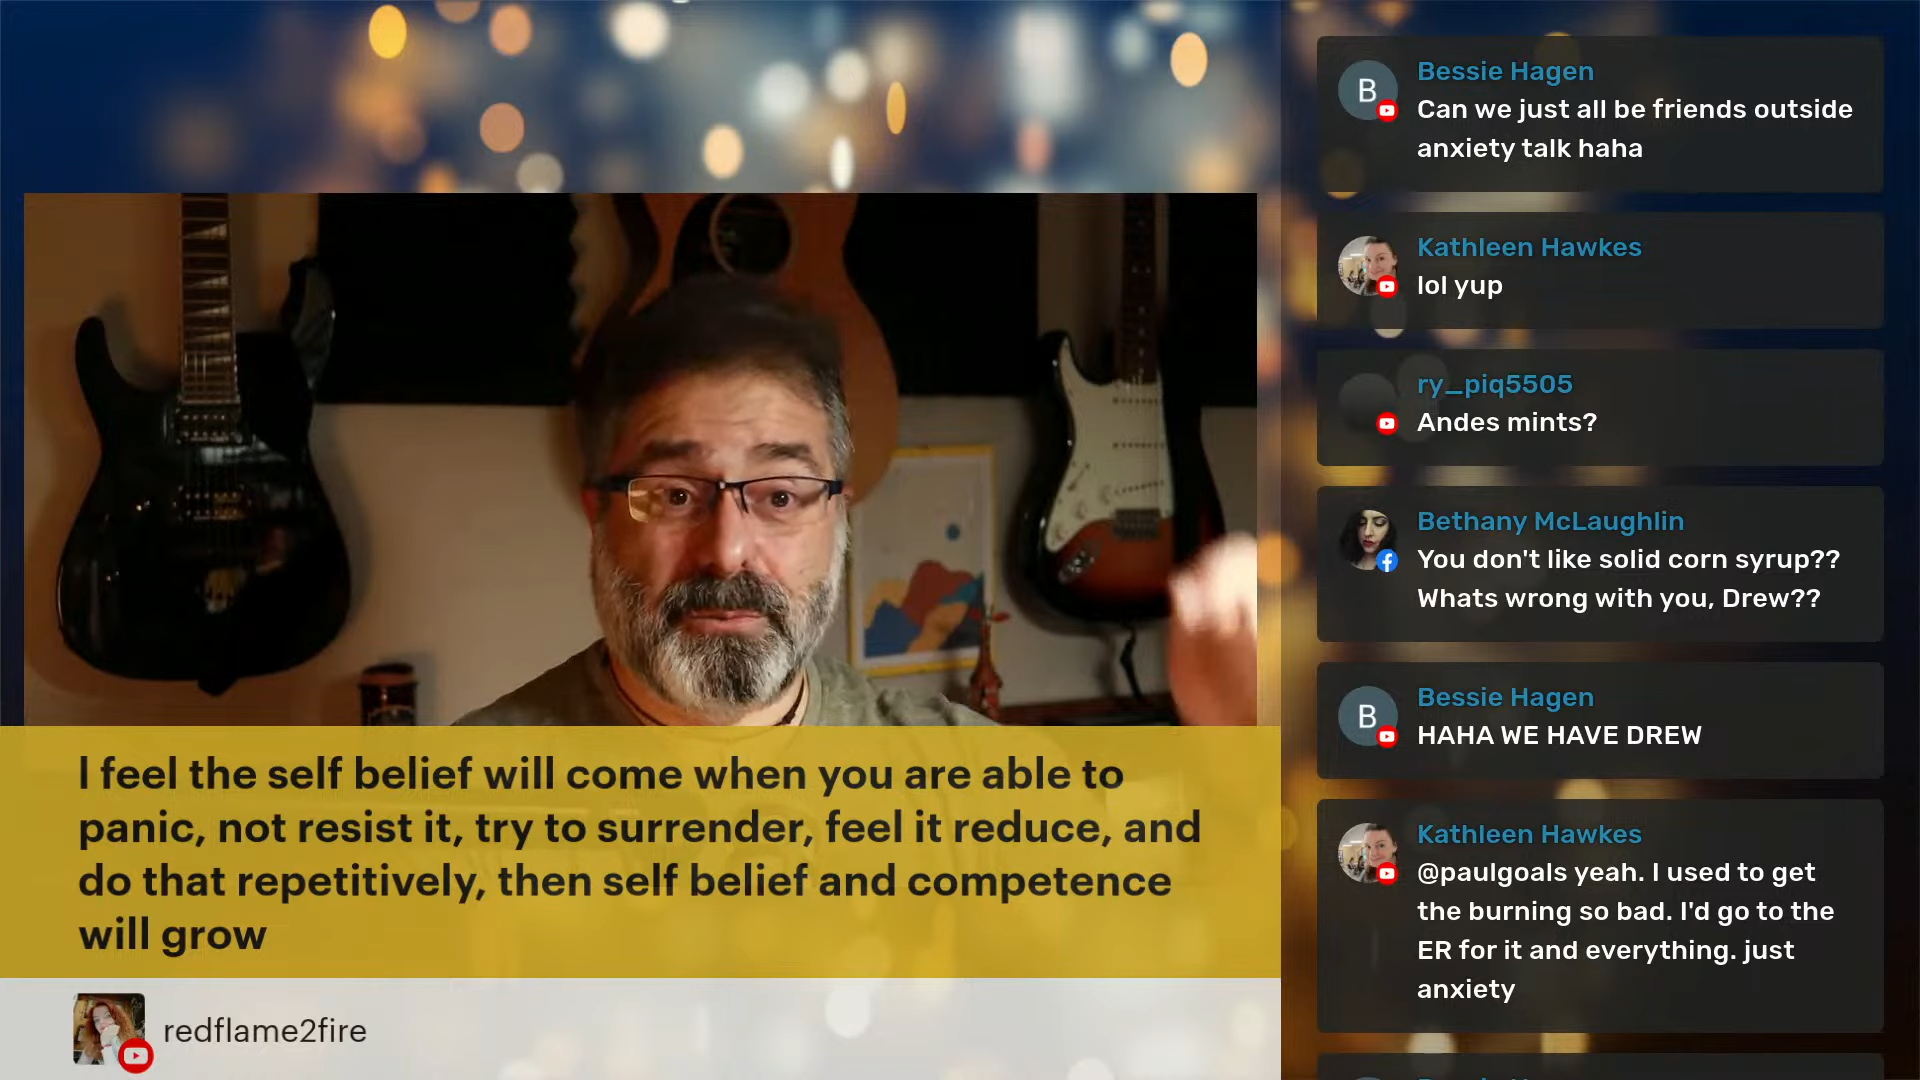 I feel the self belief will come when you are able to
panic, not resist it, try to surrender, feel it reduce, and
do that repetitively, then self belief and competence
will grow
redflame2fire
B
Bessie Hagen
Can we just all be friends outside
anxiety talk haha
Kathleen Hawkes
lol yup
ry_piq5505
Andes mints?
Bethany McLaughlin
You don't like solid corn syrup??
Whats wrong with you, Drew??
B
Bessie Hagen
HAHA WE HAVE DREW
Kathleen Hawkes
@paulgoals yeah. I used to get
the burning so bad. I'd go to the
ER for it and everything. just
anxiety